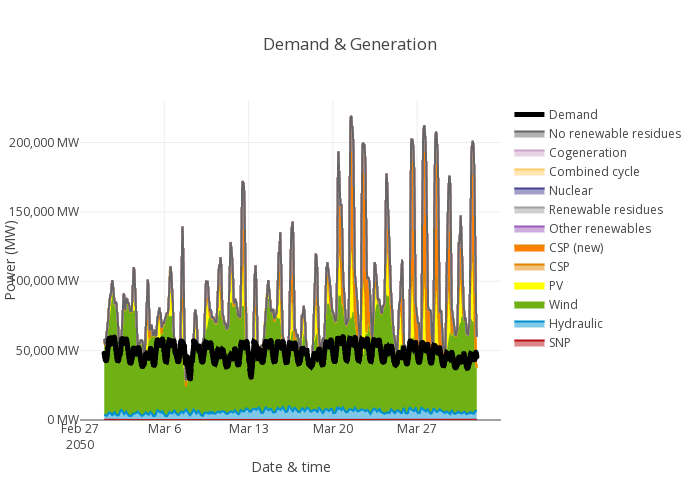 Demand & Generation
Power (MW)
200,000 MW
150,000 MW
100,000 MW
50,000 MW
0 MW
Feb 27
2050
Mar 6
Mar 13
Mar 20
Mar 27
Date & time
Demand
No renewable residues
Cogeneration
Combined cycle
Nuclear
Renewable residues
Other renewables
CSP (new)
CSP
PV
Wind
Hydraulic
SNP